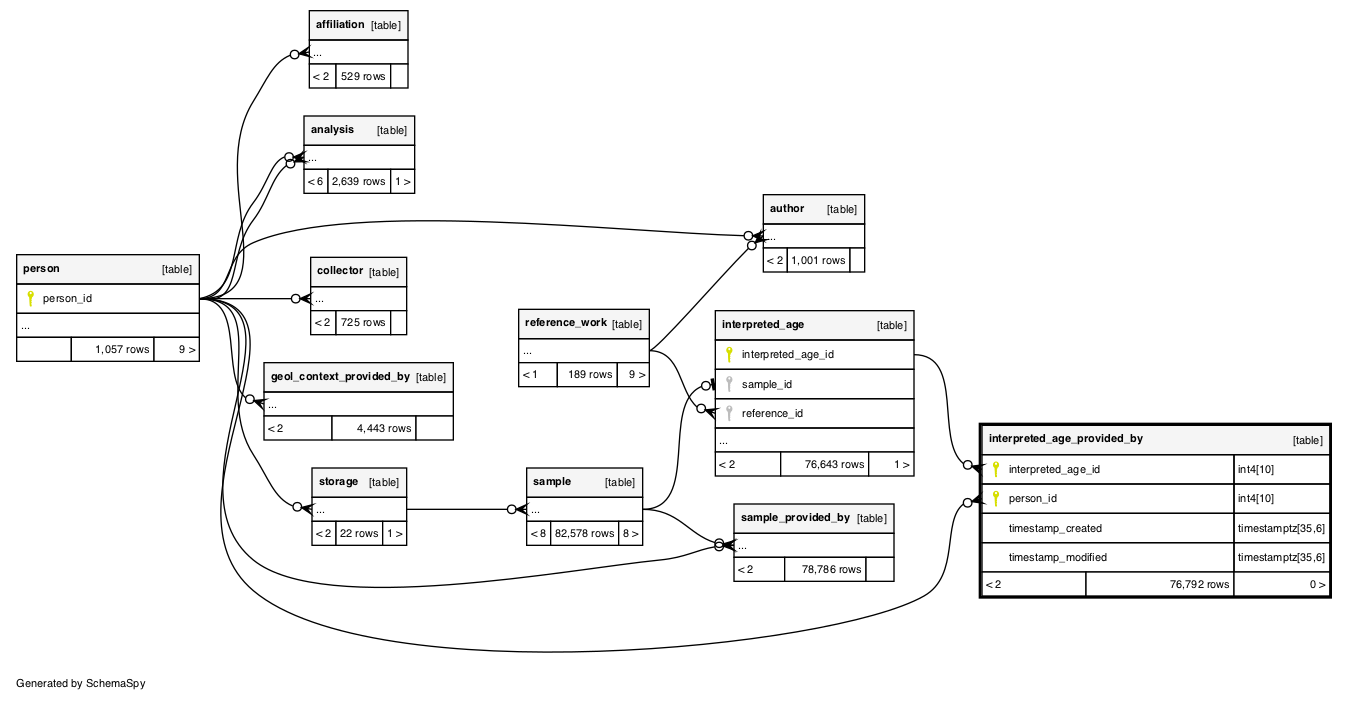 affiliation [table]
...
< 2 529 rows
analysis [table]
...
< 6 2,639 rows 1 >
author [table]
...
< 2 1,001 rows
person [table]
person_id
...
1,057 rows 9 >
collector [table]
...
< 2 725 rows
reference_work [table]
...
< 1 189 rows 9 >
interpreted_age [table]
interpreted_age_id
sample_id
reference_id
...
< 2 76,643 rows 1 >
geol_context_provided_by [table]
...
< 2 4,443 rows
interpreted_age_provided_by [table]
interpreted_age_id int4[10]
person_id int4[10]
timestamp_created timestamptz[35,6]
timestamp_modified timestamptz[35,6]
< 2 76,792 rows 0 >
storage [table]
...
< 2 22 rows 1 >
sample [table]
...
< 8 82,578 rows 8 >
sample_provided_by [table]
...
< 2 78,786 rows
Generated by SchemaSpy